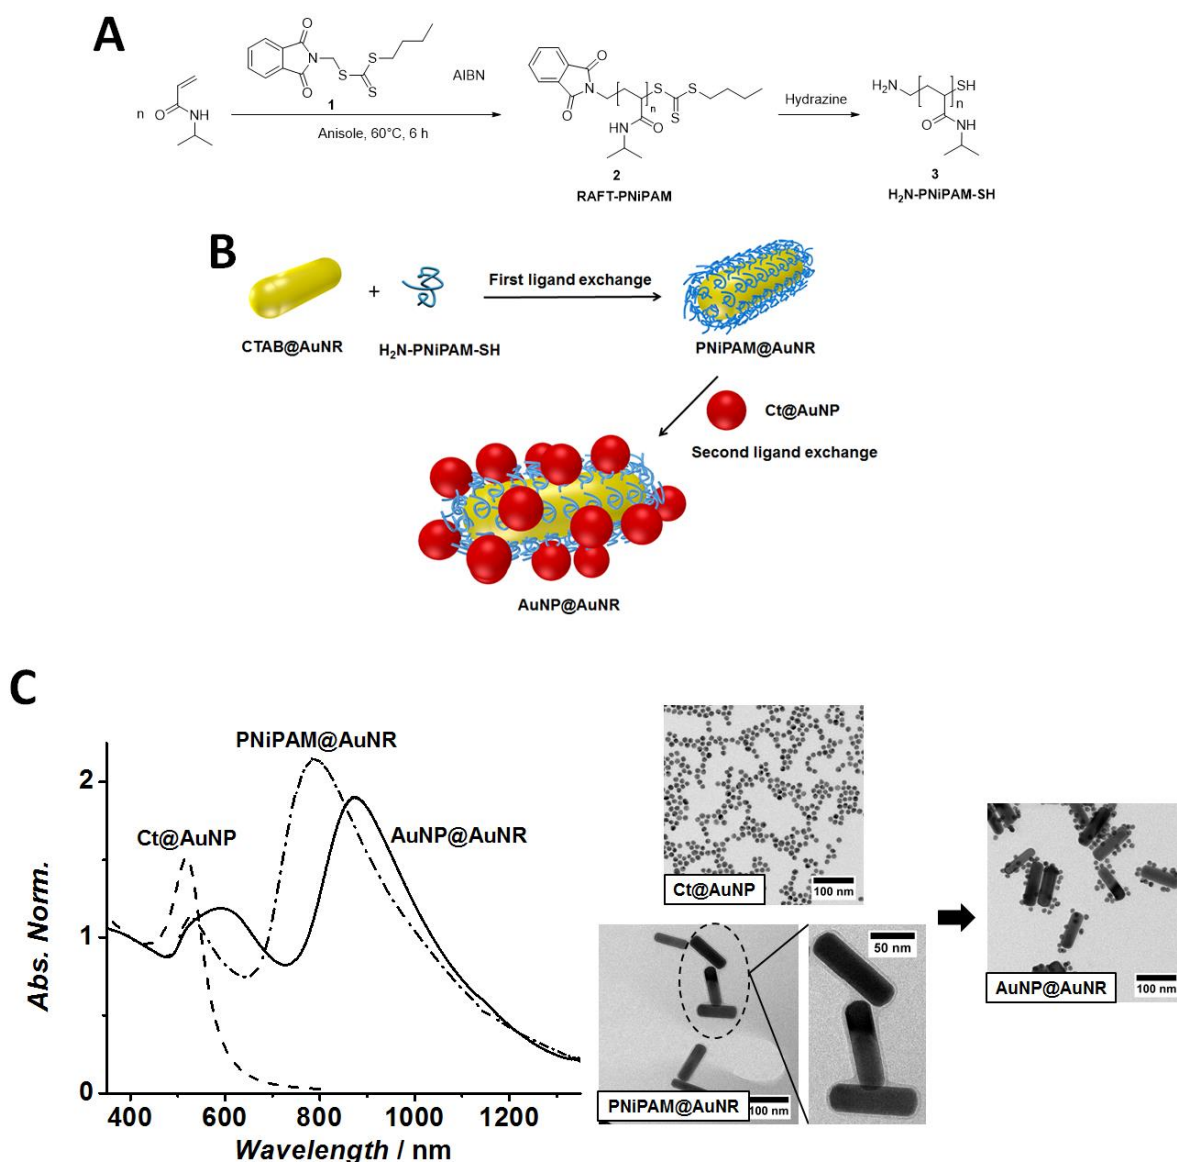 A
O
N
O
S
S
S
1
AIBN
n
O
NH
Anisole, 60°C, 6 h
O
N
O
n
S
S
S
HN
O
2
RAFT-PNiPAM
Hydrazine
H₂N
SH
n
O
NH
3
H₂N-PNiPAM-SH
B
CTAB@AuNR
+
H₂N-PNiPAM-SH
First ligand exchange
PNiPAM@AuNR
Ct@AuNP
Second ligand exchange
AuNP@AuNR
C
Abs. Norm.
2
1
0
PNiPAM@AuNR
Ct@AuNP
AuNP@AuNR
400 600 800 1000 1200
Wavelength / nm
Ct@AuNP
100 nm
PNiPAM@AuNR
100 nm
50 nm
AuNP@AuNR
100 nm